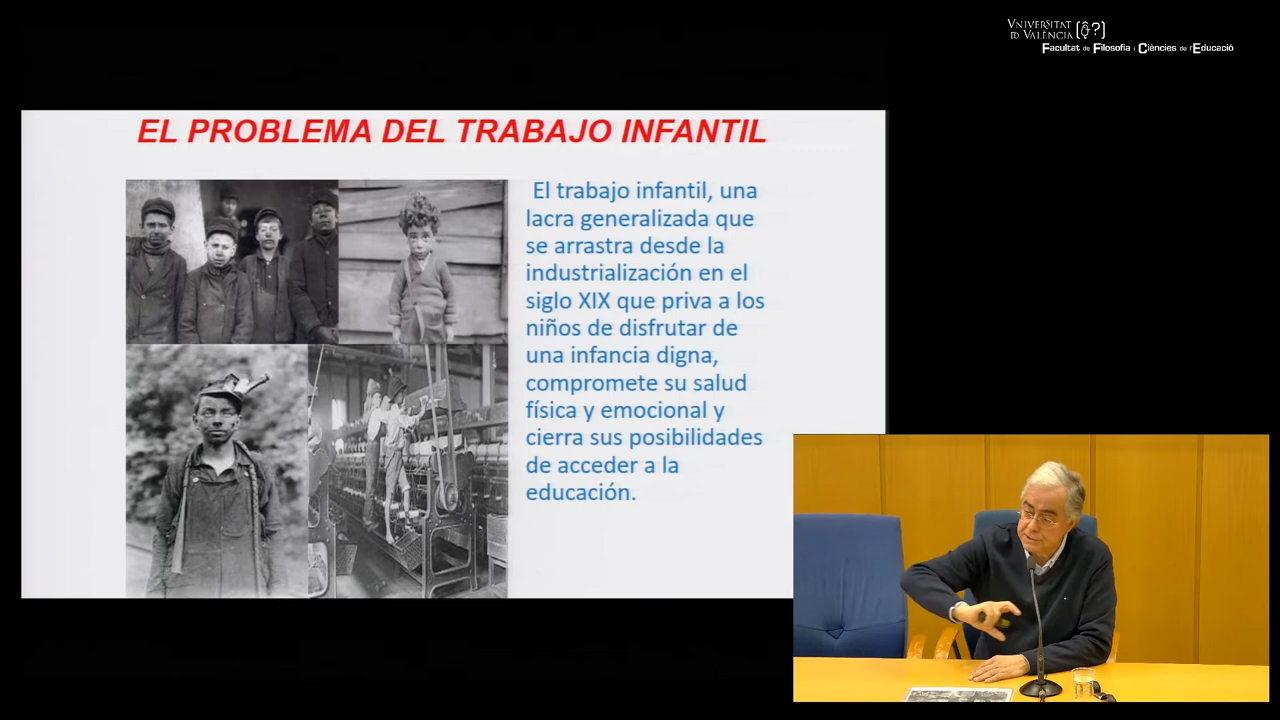 VNIVERSITAT
DE VALÈNCIA
Facultat de Filosofia i Ciències de l'Educació
EL PROBLEMA DEL TRABAJO INFANTIL
El trabajo infantil, una
lacra generalizada que
se arrastra desde la
industrialización en el
siglo XIX que priva a los
niños de disfrutar de
una infancia digna,
compromete su salud
física y emocional y
cierra sus posibilidades
de acceder a la
educación.